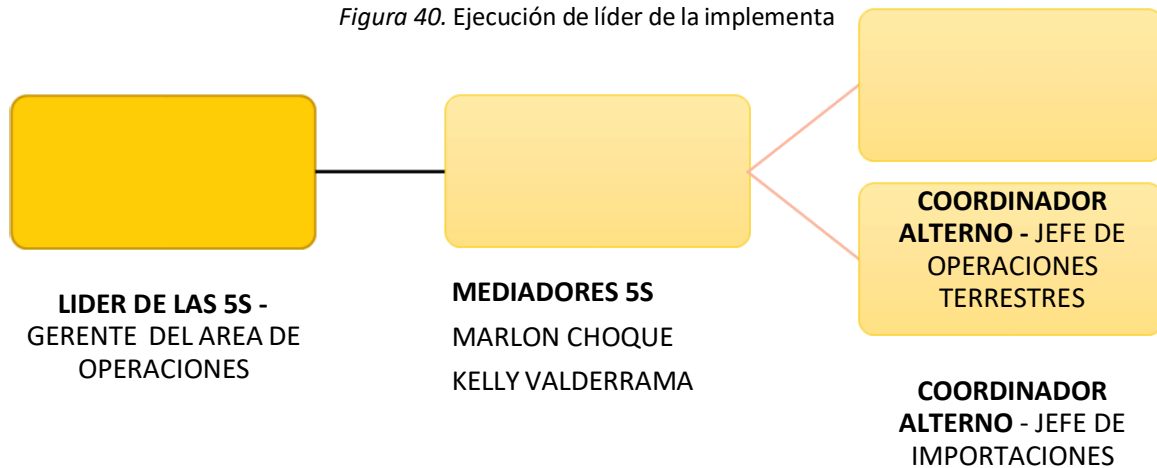 Figura 40. Ejecución de líder de la implementa
LIDER DE LAS 5S -
GERENTE DEL AREA DE
OPERACIONES
MEDIADORES 5S
MARLON CHOQUE
KELLY VALDERRAMA
COORDINADOR
ALTERNO - JEFE DE
OPERACIONES
TERRESTRES
COORDINADOR
ALTERNO - JEFE DE
IMPORTACIONES